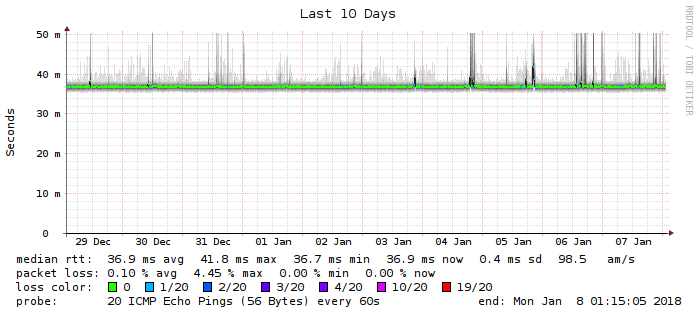 Last 10 Days
RRDTOOL / TOBI OETIKER
Seconds
50 m
40 m
30 m
20 m
10 m
0
29 Dec 30 Dec 31 Dec 01 Jan 02 Jan 03 Jan 04 Jan 05 Jan 06 Jan 07 Jan
median rtt: 36.9 ms avg 41.8 ms max 36.7 ms min 36.9 ms now 0.4 ms sd 98.5 am/s
packet loss: 0.10 % avg 4.45 % max 0.00 % min 0.00 % now
loss color: 0 1/20 2/20 3/20 4/20 10/20 19/20
probe: 20 ICMP Echo Pings (56 Bytes) every 60s end: Mon Jan 8 01:15:05 2018